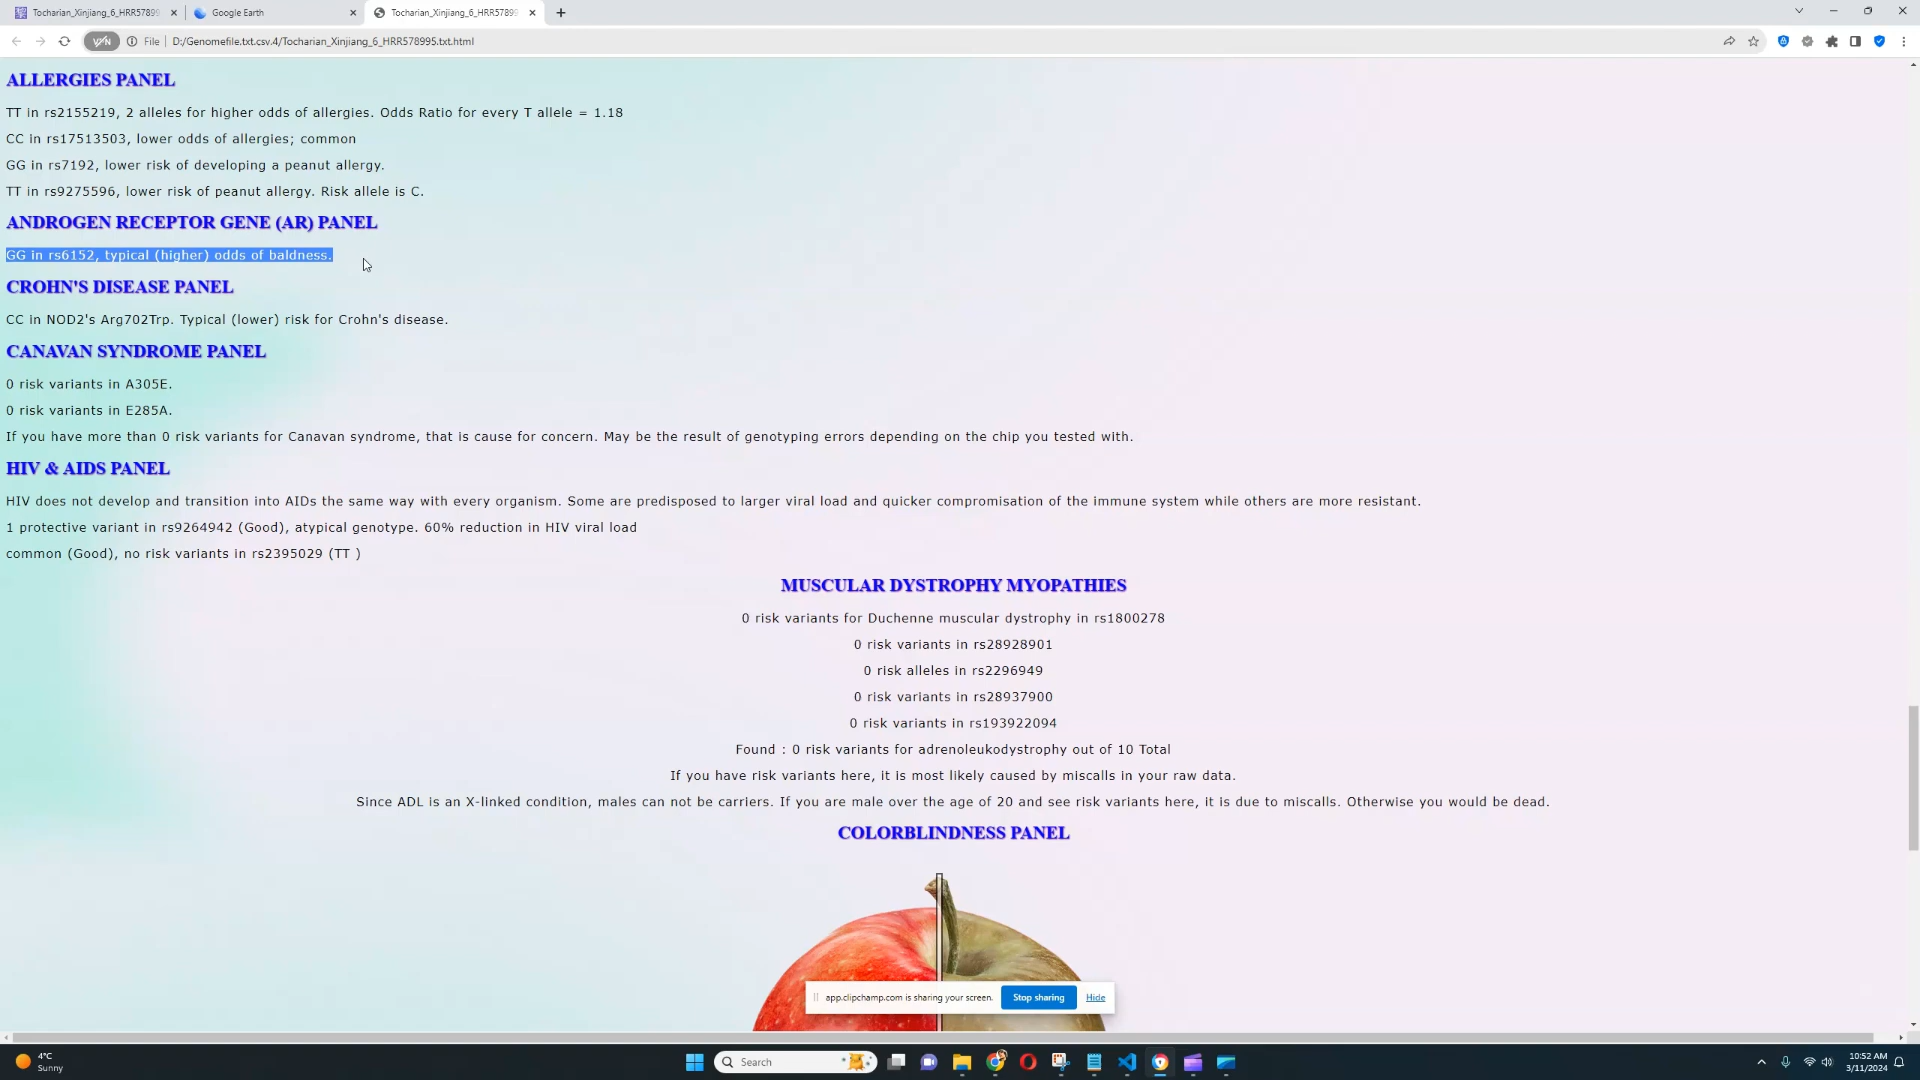 Tocharian_Xinjiang_6_HRR57899
Google Earth
Tocharian_Xinjiang_6_HRR57899
VPN
File
D:/Genomefile.txt.csv.4/Tocharian_Xinjiang_6_HRR578995.txt.html
ALLERGIES PANEL
TT in rs2155219, 2 alleles for higher odds of allergies. Odds Ratio for every T allele = 1.18
CC in rs17513503, lower odds of allergies; common
GG in rs7192, lower risk of developing a peanut allergy.
TT in rs9275596, lower risk of peanut allergy. Risk allele is C.
ANDROGEN RECEPTOR GENE (AR) PANEL
GG in rs6152, typical (higher) odds of baldness.
CROHN'S DISEASE PANEL
CC in NOD2's Arg702Trp. Typical (lower) risk for Crohn's disease.
CANAVAN SYNDROME PANEL
0 risk variants in A305E.
0 risk variants in E285A.
If you have more than 0 risk variants for Canavan syndrome, that is cause for concern. May be the result of genotyping errors depending on the chip you tested with.
HIV & AIDS PANEL
HIV does not develop and transition into AIDs the same way with every organism. Some are predisposed to larger viral load and quicker compromisation of the immune system while others are more resistant.
1 protective variant in rs9264942 (Good), atypical genotype. 60% reduction in HIV viral load
common (Good), no risk variants in rs2395029 (TT )
MUSCULAR DYSTROPHY MYOPATHIES
0 risk variants for Duchenne muscular dystrophy in rs1800278
0 risk variants in rs28928901
0 risk alleles in rs2296949
0 risk variants in rs28937900
0 risk variants in rs193922094
Found : 0 risk variants for adrenoleukodystrophy out of 10 Total
If you have risk variants here, it is most likely caused by miscalls in your raw data.
Since ADL is an X-linked condition, males can not be carriers. If you are male over the age of 20 and see risk variants here, it is due to miscalls. Otherwise you would be dead.
COLORBLINDNESS PANEL
app.clipchamp.com is sharing your screen.
Stop sharing
Hide
4°C
Sunny
Search
10:52 AM
3/11/2024